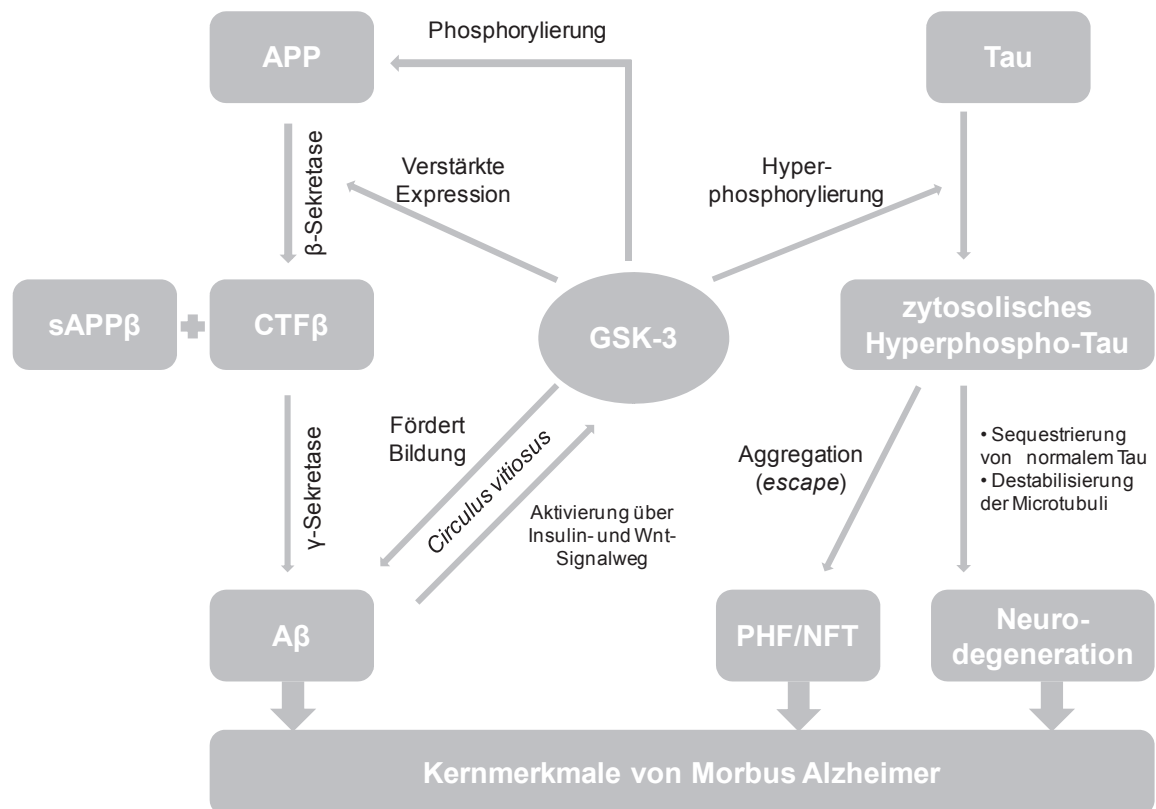 Phosphorylierung
APP
Tau
β-Sekretase
Verstärkte
Expression
Hyper-
phosphorylierung
sAPPβ
CTFβ
GSK-3
zytosolisches
Hyperphospho-Tau
γ-Sekretase
Fördert
Bildung
Circulus vitiosus
Aktivierung über
Insulin- und Wnt-
Signalweg
Aggregation
(escape)
• Sequestrierung
von normalem Tau
• Destabilisierung
der Microtubuli
Aβ
PHF/NFT
Neuro-
degeneration
Kernmerkmale von Morbus Alzheimer